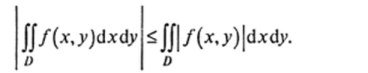 |∬_D f(x, y)dxdy| ≤ ∬_D |f(x, y)|dxdy.